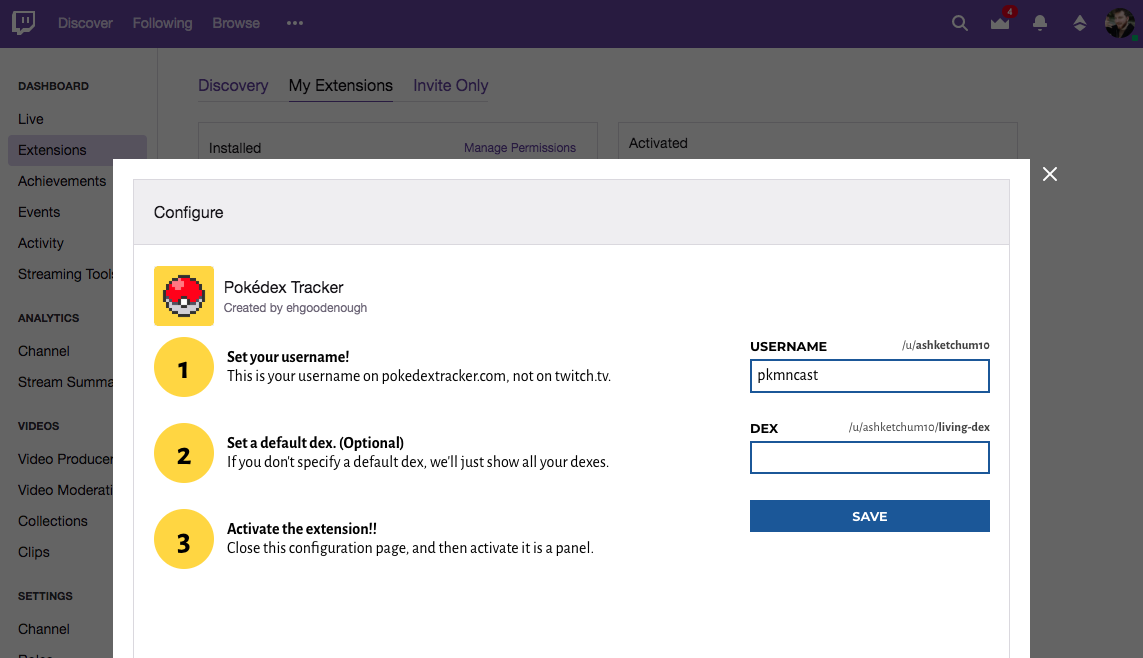 Discover Following Browse
4
DASHBOARD
Live
Extensions
Achievements
Events
Activity
Streaming Tools
ANALYTICS
Channel
Stream Summa
VIDEOS
Video Producer
Video Moderati
Collections
Clips
SETTINGS
Channel
Discovery My Extensions Invite Only
Installed Manage Permissions
Activated
Configure
Pokédex Tracker
Created by ehgoodenough
1 Set your username!
This is your username on pokedextracker.com, not on twitch.tv.
2 Set a default dex. (Optional)
If you don't specify a default dex, we'll just show all your dexes.
3 Activate the extension!!
Close this configuration page, and then activate it is a panel.
USERNAME /u/ashketchum10
pkmncast
DEX /u/ashketchum10/living-dex
SAVE